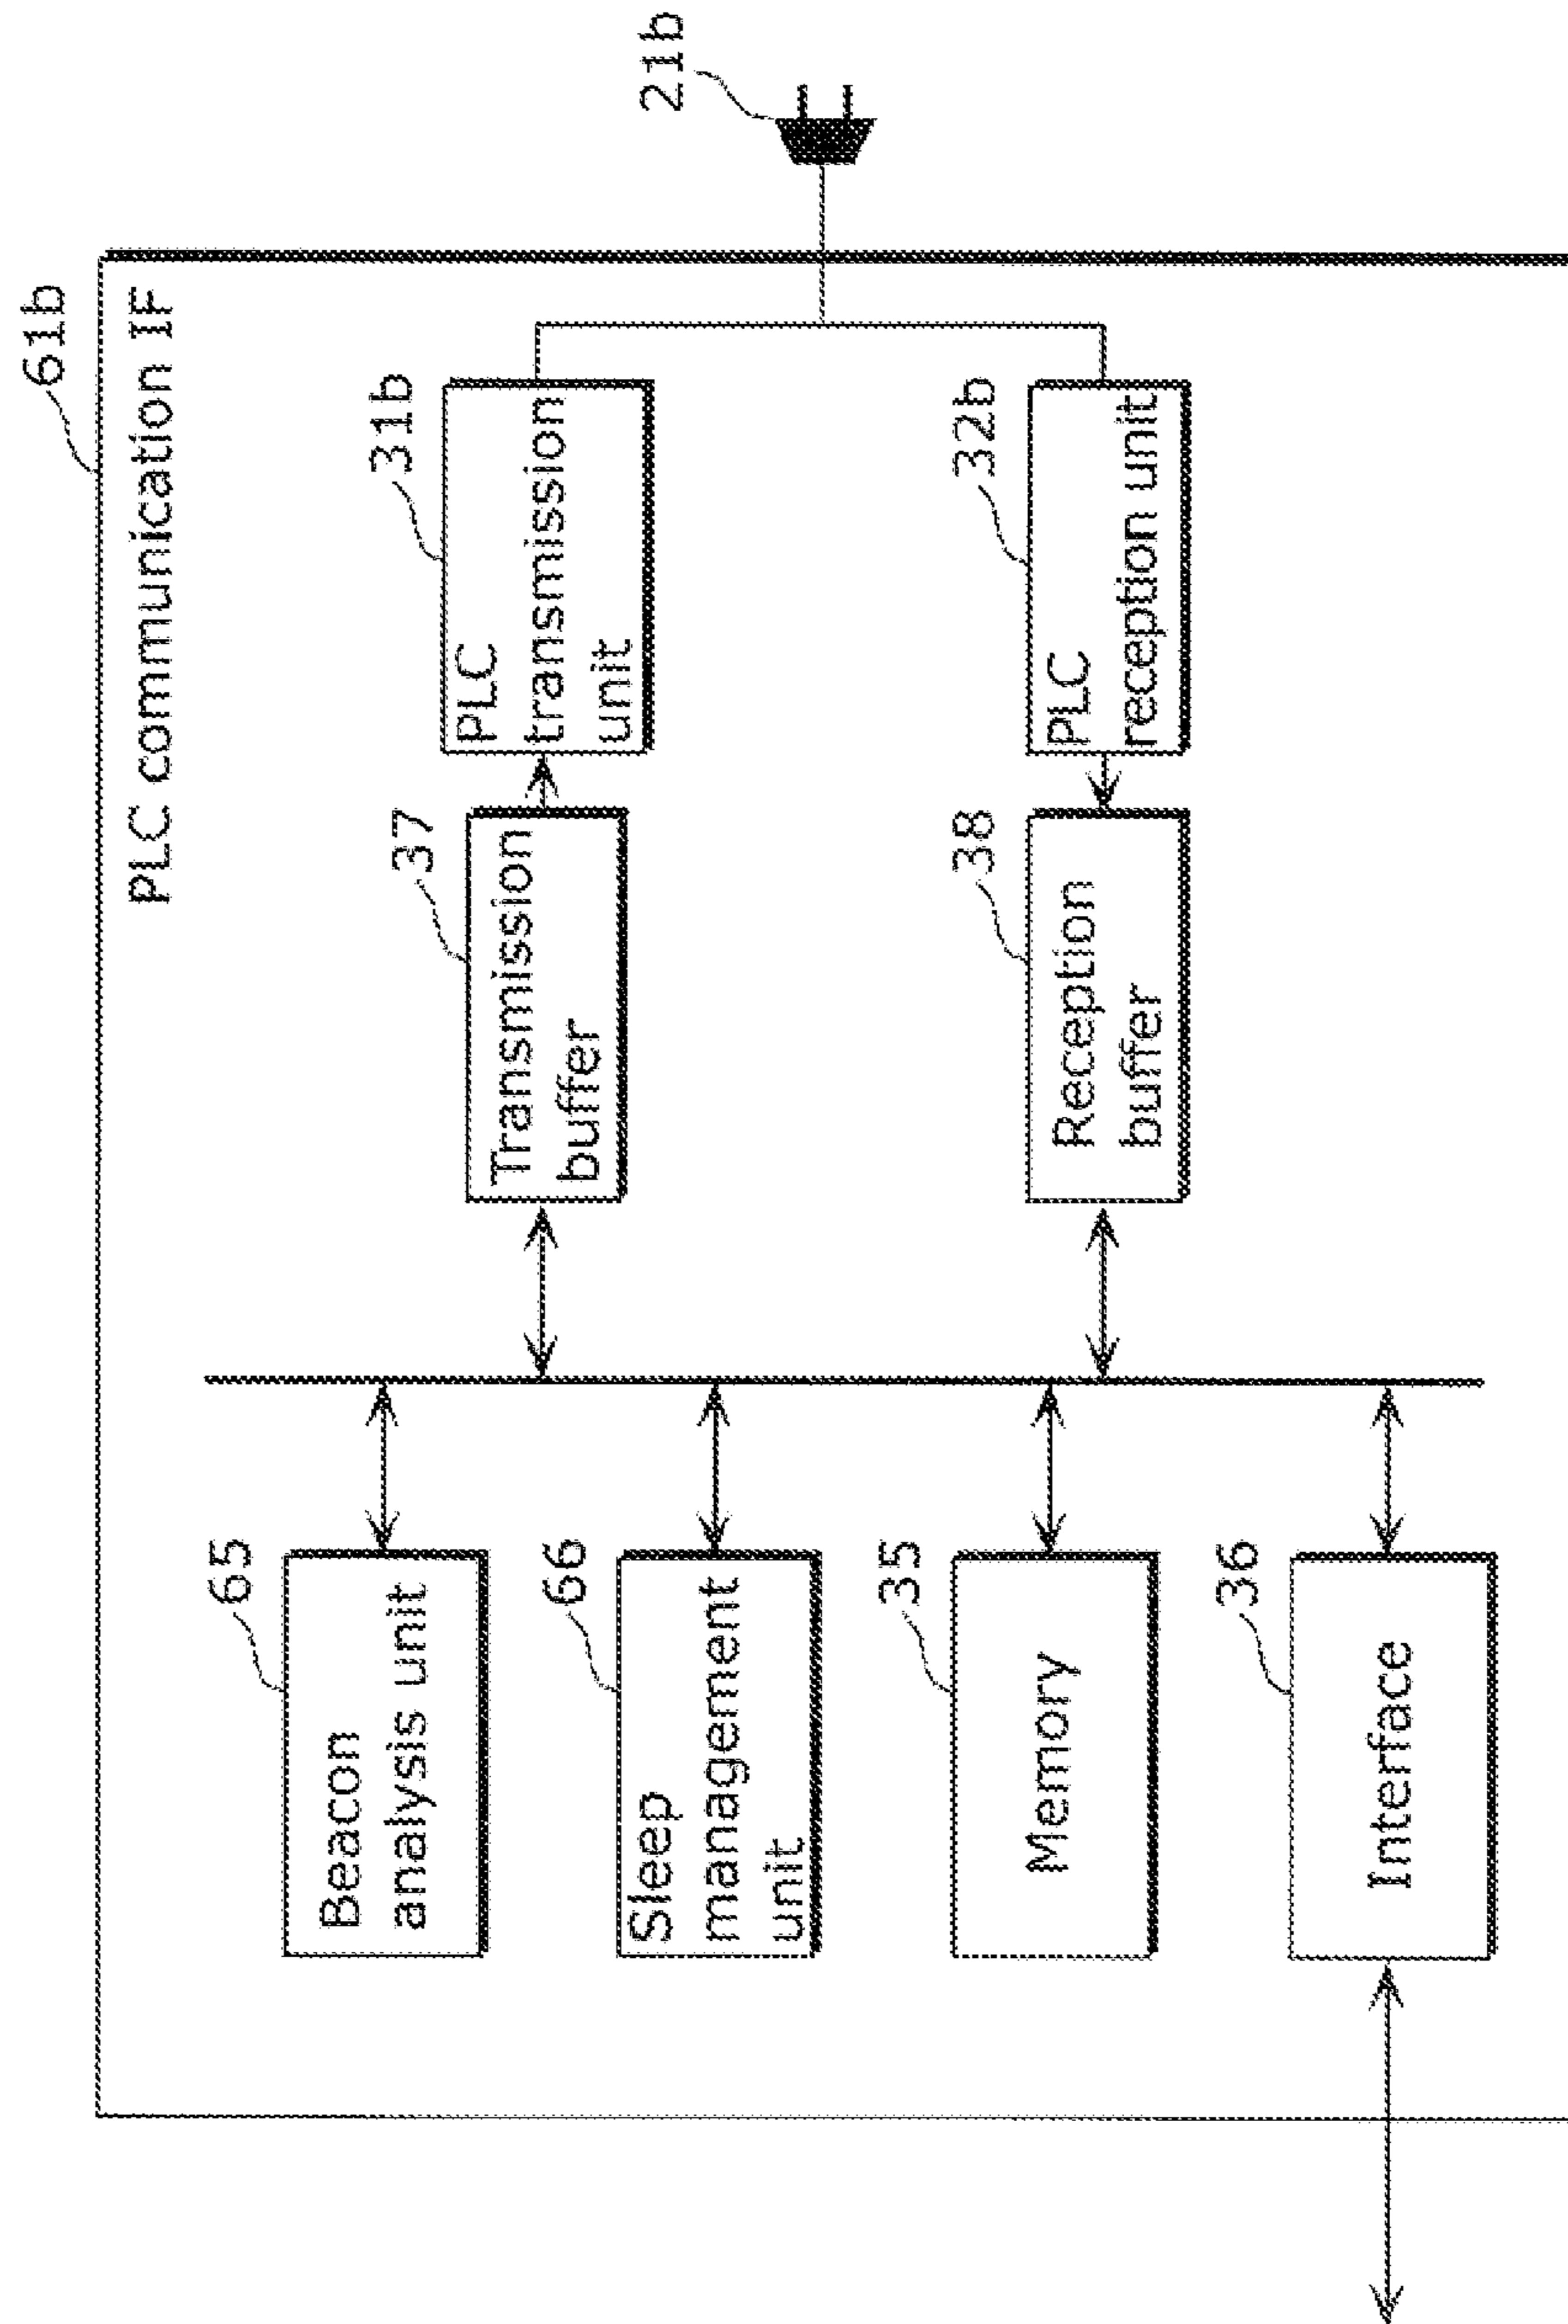 61b
PLC communication IF
65
Beacon
analysis unit
37
Transmission
buffer
31b
PLC
transmission
unit
66
Sleep
management
unit
21b
35
Memory
38
Reception
buffer
32b
PLC
reception unit
36
Interface